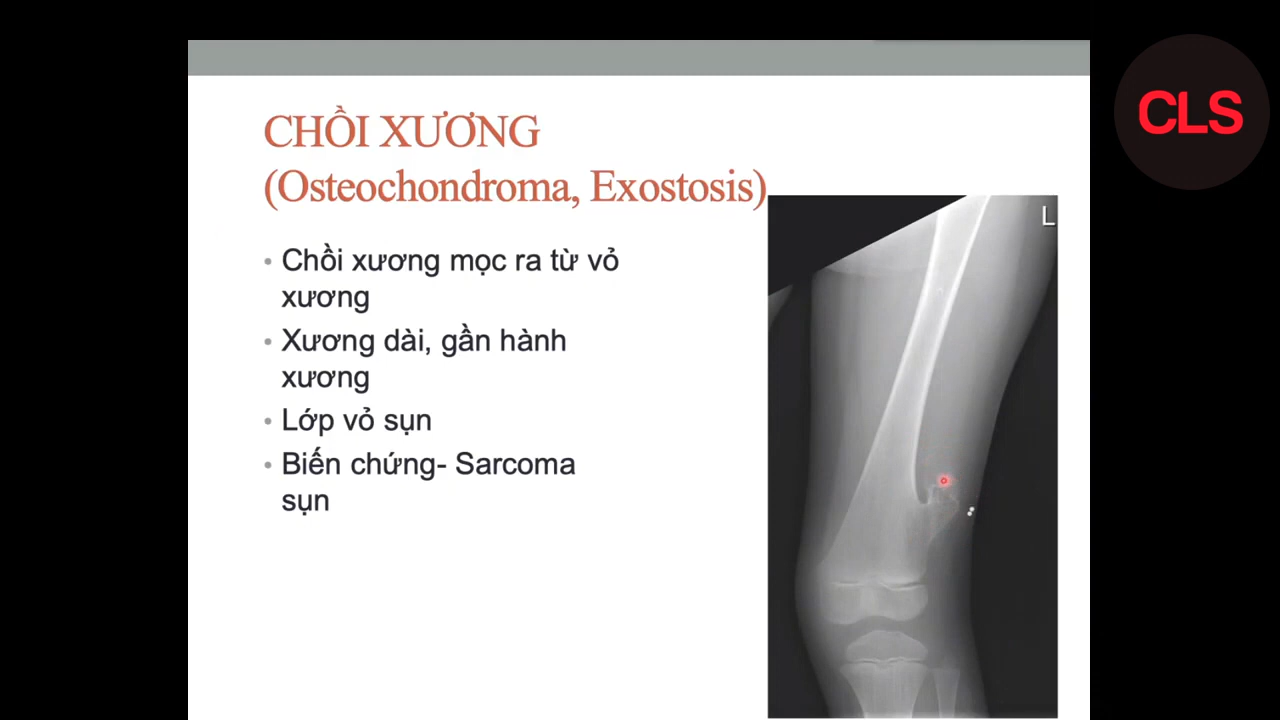 CLS
CHỒI XƯƠNG
(Osteochondroma, Exostosis)
L
• Chồi xương mọc ra từ vỏ
xương
• Xương dài, gần hành
xương
• Lớp vỏ sụn
• Biến chứng- Sarcoma
sụn